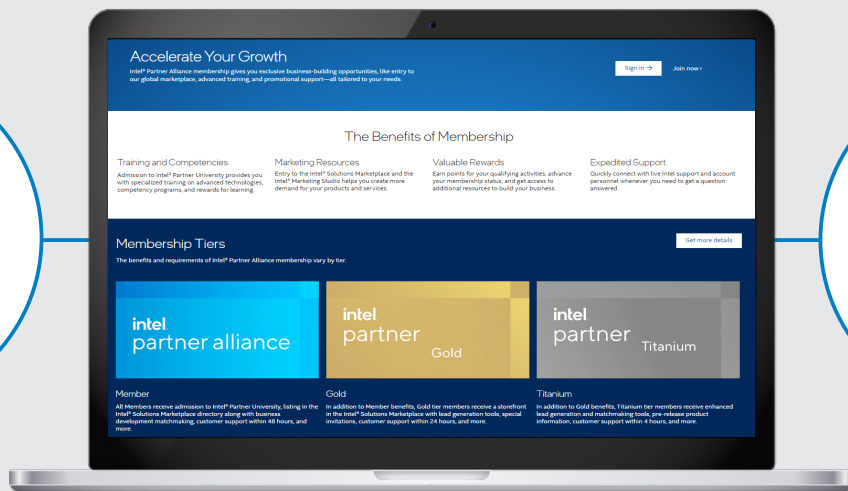 Accelerate Your Growth
Intel® Partner Alliance membership gives you exclusive business-building opportunities, like entry to
our global marketplace, advanced training, and promotional support—all tailored to your needs.
Sign in →
Join now ›
The Benefits of Membership
Training and Competencies
Admission to Intel® Partner University provides you
with specialized training on advanced technologies,
competency programs, and rewards for learning.
Marketing Resources
Entry to the Intel® Solutions Marketplace and the
Intel® Marketing Studio helps you create more
demand for your products and services.
Valuable Rewards
Earn points for your qualifying activities, advance
your membership status, and get access to
additional resources to build your business.
Expedited Support
Quickly connect with live Intel support and account
personnel whenever you need to get a question
answered.
Membership Tiers
Get more details
The benefits and requirements of Intel® Partner Alliance membership vary by tier.
intel
partner alliance
intel
partner
Gold
intel
partner
Titanium
Member
All Members receive admission to Intel® Partner University, listing in the
Intel® Solutions Marketplace directory along with business
development matchmaking, customer support within 48 hours, and
more.
Gold
In addition to Member benefits, Gold tier members receive a storefront
in the Intel® Solutions Marketplace with lead generation tools, special
invitations, customer support within 24 hours, and more.
Titanium
In addition to Gold benefits, Titanium tier members receive enhanced
lead generation and matchmaking tools, pre-release product
information, customer support within 4 hours, and more.